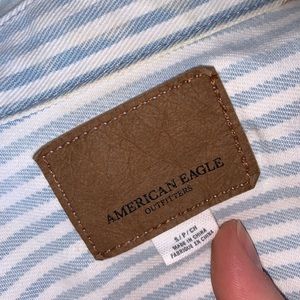 AMERICAN EAGLE
OUTFITTERS
S/P/CH
MADE IN CHINA
FABRIQUÉ EN CHINE